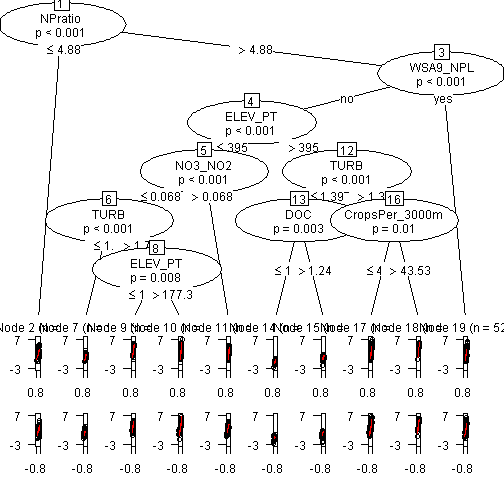 1
NPratio
p < 0.001
≤ 4.88 > 4.88
3
WSA9_NPL
p < 0.001
no yes
4
ELEV_PT
p < 0.001
≤ 395 > 395
5
NO3_NO2
p < 0.001
≤ 0.068 > 0.068
12
TURB
p < 0.001
≤ 1.39 > 1.3
6
TURB
p < 0.001
≤ 1. > 1.7
13
DOC
p = 0.003
≤ 1 > 1.24
16
CropsPer_3000m
p = 0.01
≤ 4 > 43.53
8
ELEV_PT
p = 0.008
≤ 1 > 177.3
Node 2 (n = Node 7 (n = Node 9 (n = Node 10 (n = Node 11 (n = Node 14 (n = Node 15 (n = Node 17 (n = Node 18 (n = Node 19 (n = 52
7 7 7 7 7 7 7 7 7 7
-3 -3 -3 -3 -3 -3 -3 -3 -3 -3
0.8 0.8 0.8 0.8 0.8 0.8 0.8 0.8 0.8 0.8
7 7 7 7 7 7 7 7 7 7
-3 -3 -3 -3 -3 -3 -3 -3 -3 -3
-0.8 -0.8 -0.8 -0.8 -0.8 -0.8 -0.8 -0.8 -0.8 -0.8